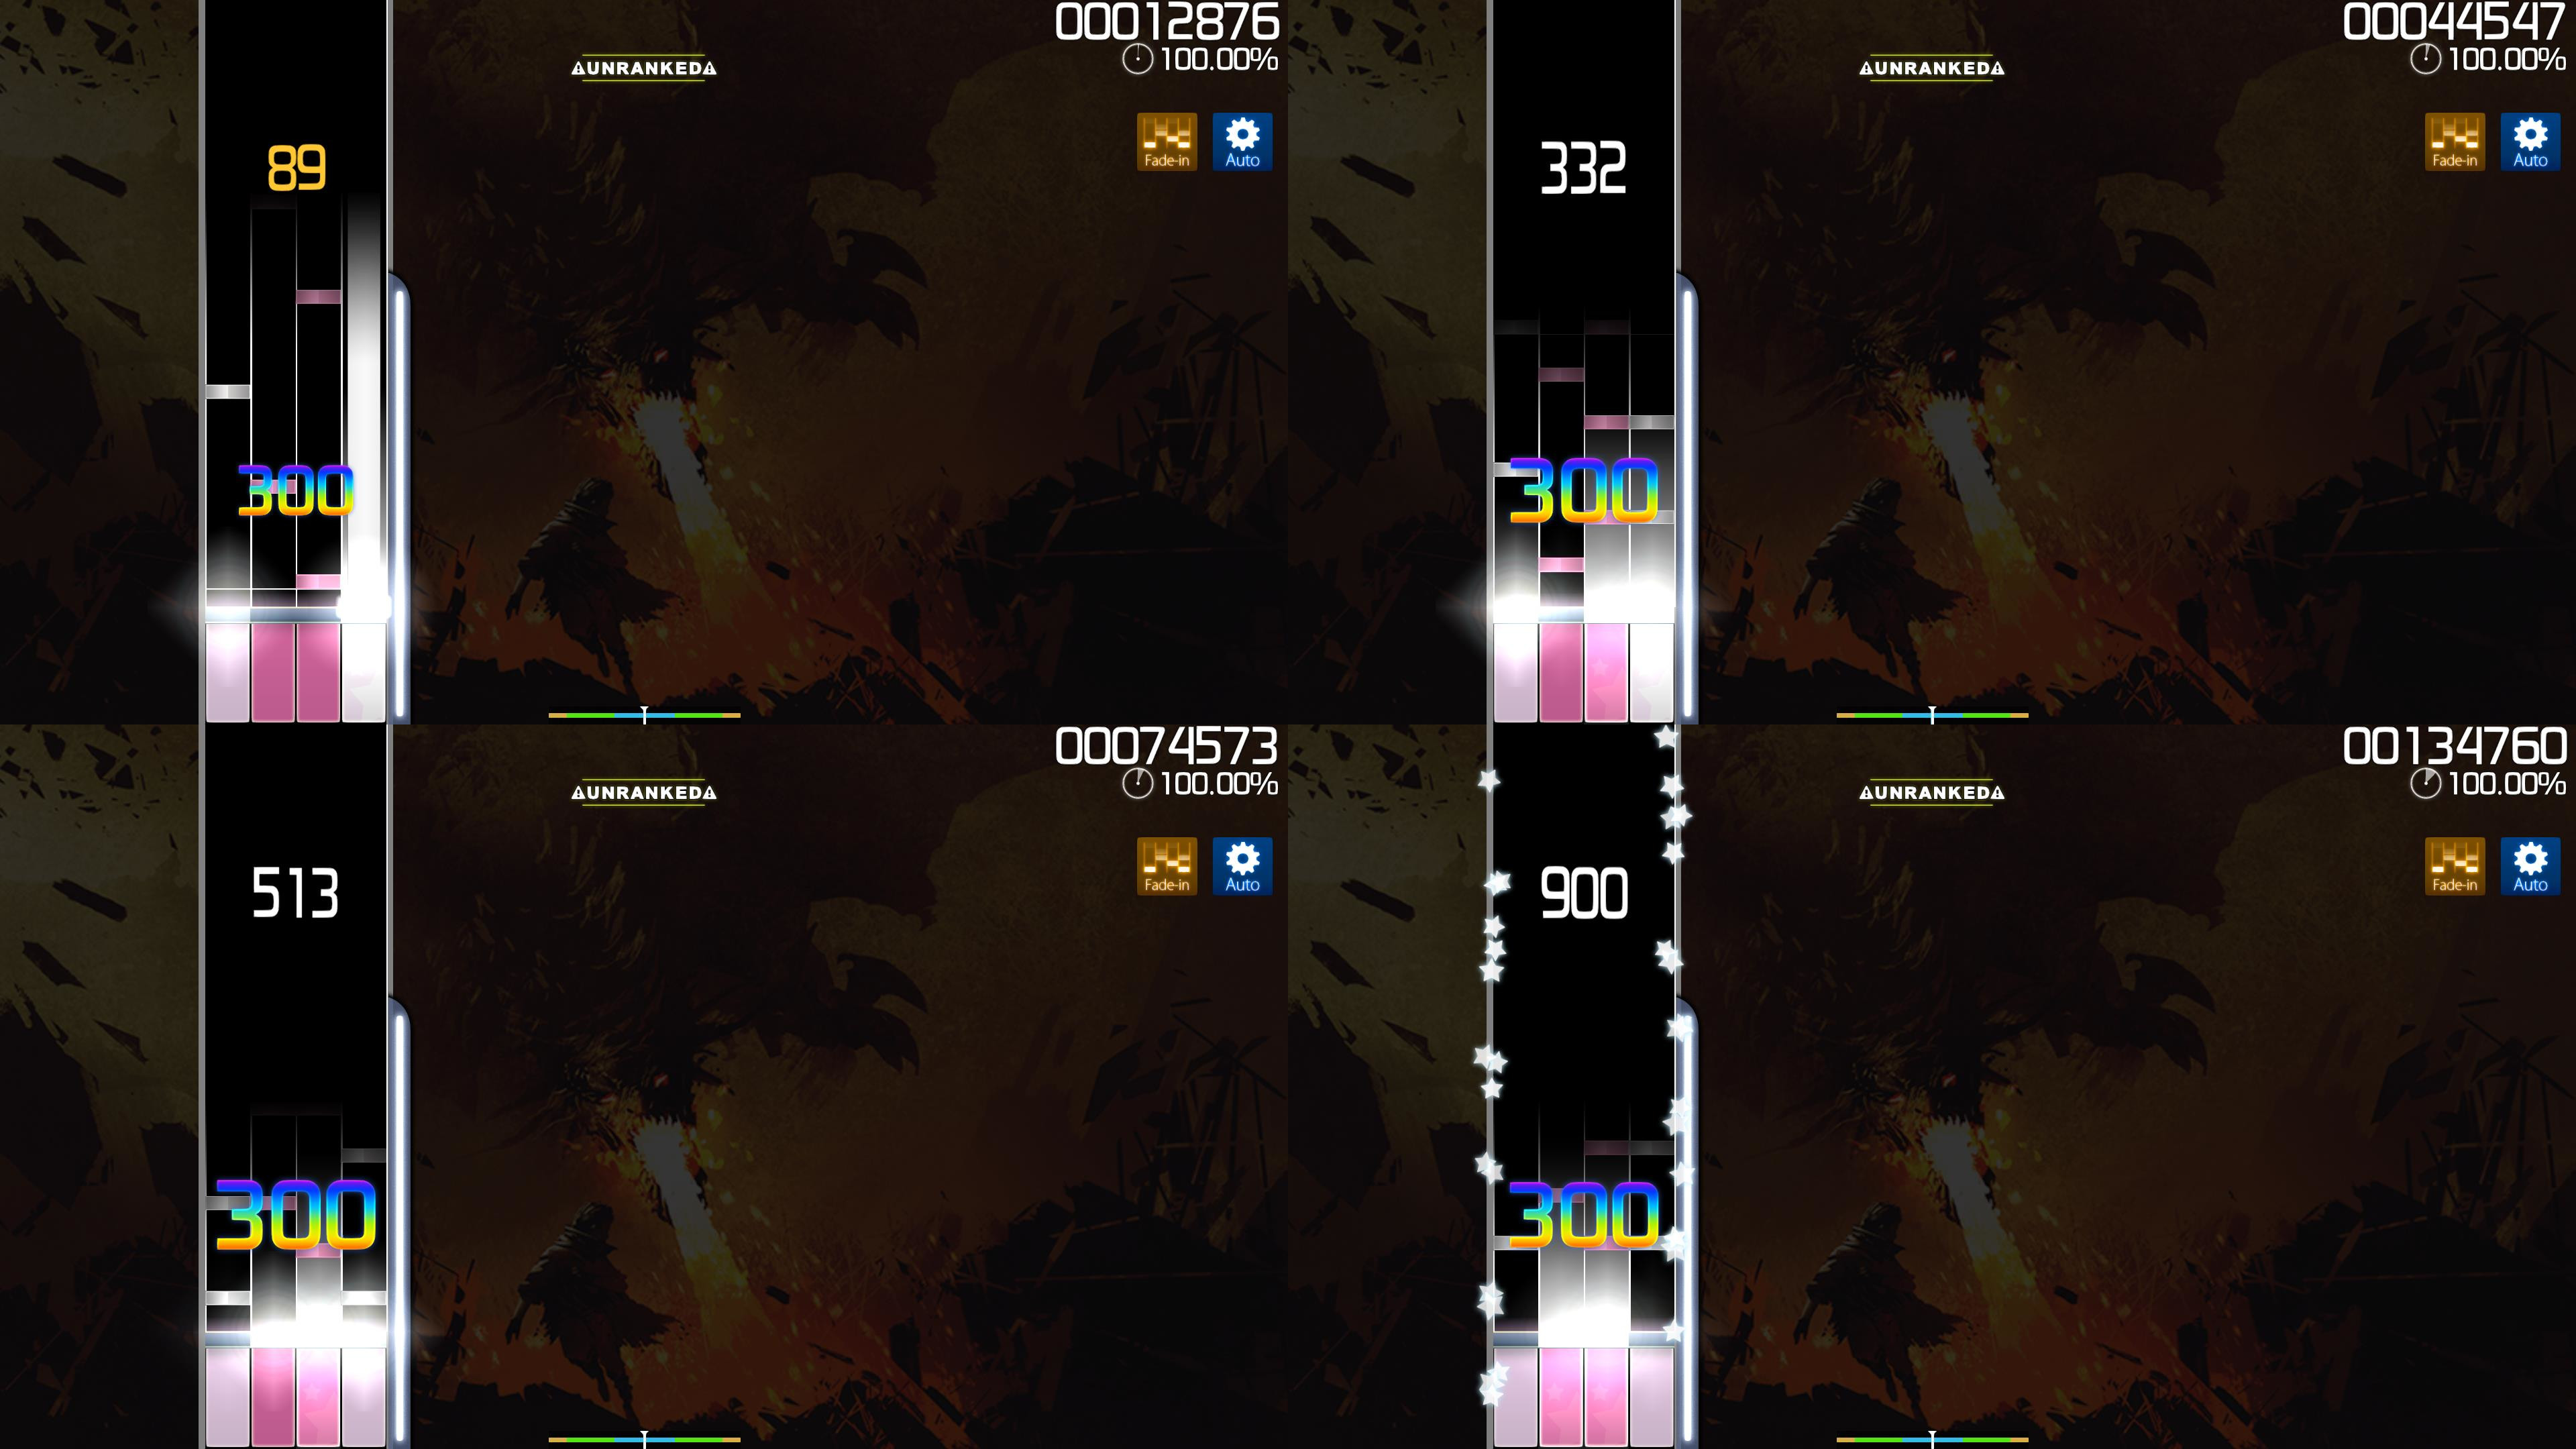 00012876
100.00%
⚠UNRANKED⚠
Fade-in
Auto
89
300
00044547
100.00%
⚠UNRANKED⚠
Fade-in
Auto
332
300
00074573
100.00%
⚠UNRANKED⚠
Fade-in
Auto
513
300
00134760
100.00%
⚠UNRANKED⚠
Fade-in
Auto
900
300